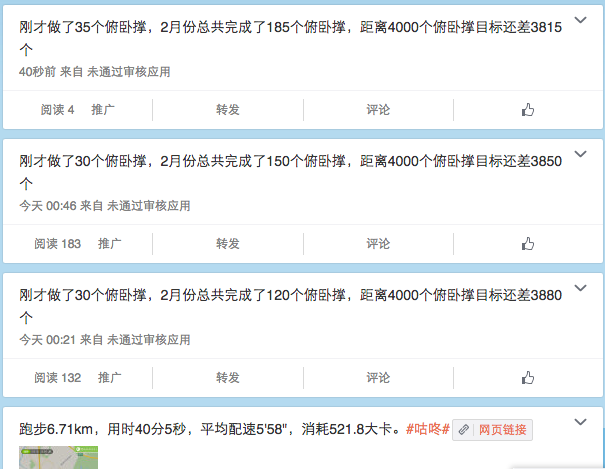 刚才做了35个俯卧撑，2月份总共完成了185个俯卧撑，距离4000个俯卧撑目标还差3815
个
40秒前 来自 未通过审核应用
阅读 4 推广 转发 评论
刚才做了30个俯卧撑，2月份总共完成了150个俯卧撑，距离4000个俯卧撑目标还差3850
个
今天 00:46 来自 未通过审核应用
阅读 183 推广 转发 评论
刚才做了30个俯卧撑，2月份总共完成了120个俯卧撑，距离4000个俯卧撑目标还差3880
个
今天 00:21 来自 未通过审核应用
阅读 132 推广 转发 评论
跑步6.71km，用时40分5秒，平均配速5'58"，消耗521.8大卡。#咕咚# 网页链接